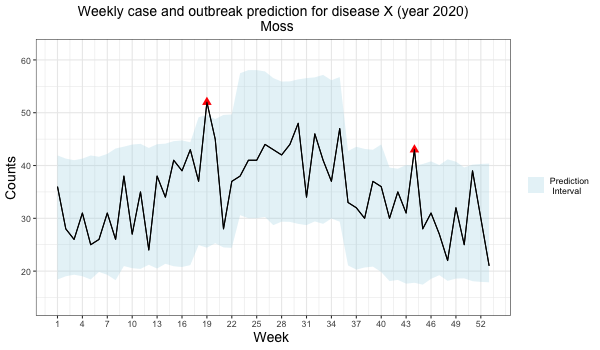 Weekly case and outbreak prediction for disease X (year 2020)
Moss
Counts
60
50
40
30
20
1 4 7 10 13 16 19 22 25 28 31 34 37 40 43 46 49 52
Week
Prediction
Interval